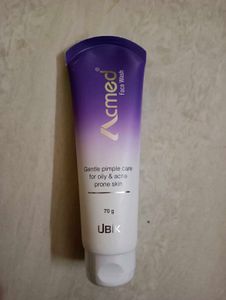 Acmed®
Face Wash
Gentle pimple care
for oily & acne
prone skin
70 g
UBIK